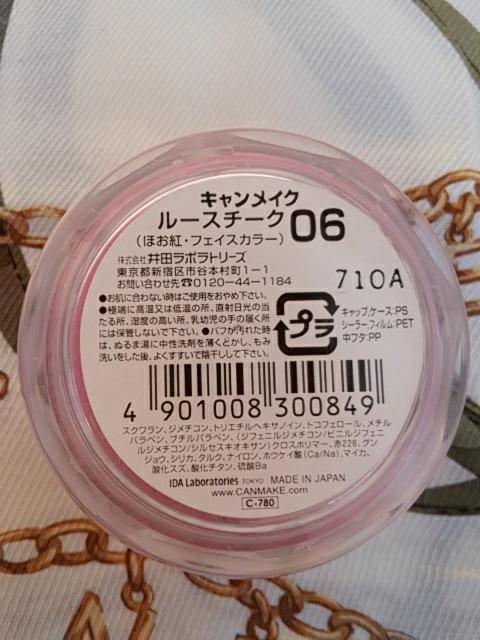 キャンメイク
ルースチーク 06
(ほお紅・フェイスカラー)
株式会社 井田ラボラトリーズ
東京都新宿区市谷本村町1-1
お問い合わせ先☎0120-44-1184
710A
●お肌に合わない時はご使用をおやめ下さい。
●極端に高温又は低温の所、直射日光の当
たる所、湿度の高い所、乳幼児の手の届く所
には保管しないで下さい。●パフが汚れた時
は、ぬるま湯に中性洗剤を薄くとかし、もみ
洗いをした後、よくすすいで陰干しして下さい。
プラ
キャップ、ケース:PS
シーラー、フィルム:PET
中フタ:PP
4 901008 300849
スクワラン、ジメチコン、トリエチルヘキサノイン、トコフェロール、メチル
パラベン、ブチルパラベン、(ジフェニルジメチコン/ビニルジフェニ
ルジメチコン/シルセスキオキサン)クロスポリマー、赤226、グン
ジョウ、シリカ、タルク、ナイロン、ホウケイ酸(Ca/Na)、マイカ、
酸化スズ、酸化チタン、硫酸Ba
IDA Laboratories TOKYO MADE IN JAPAN
www.CANMAKE.com
C-780